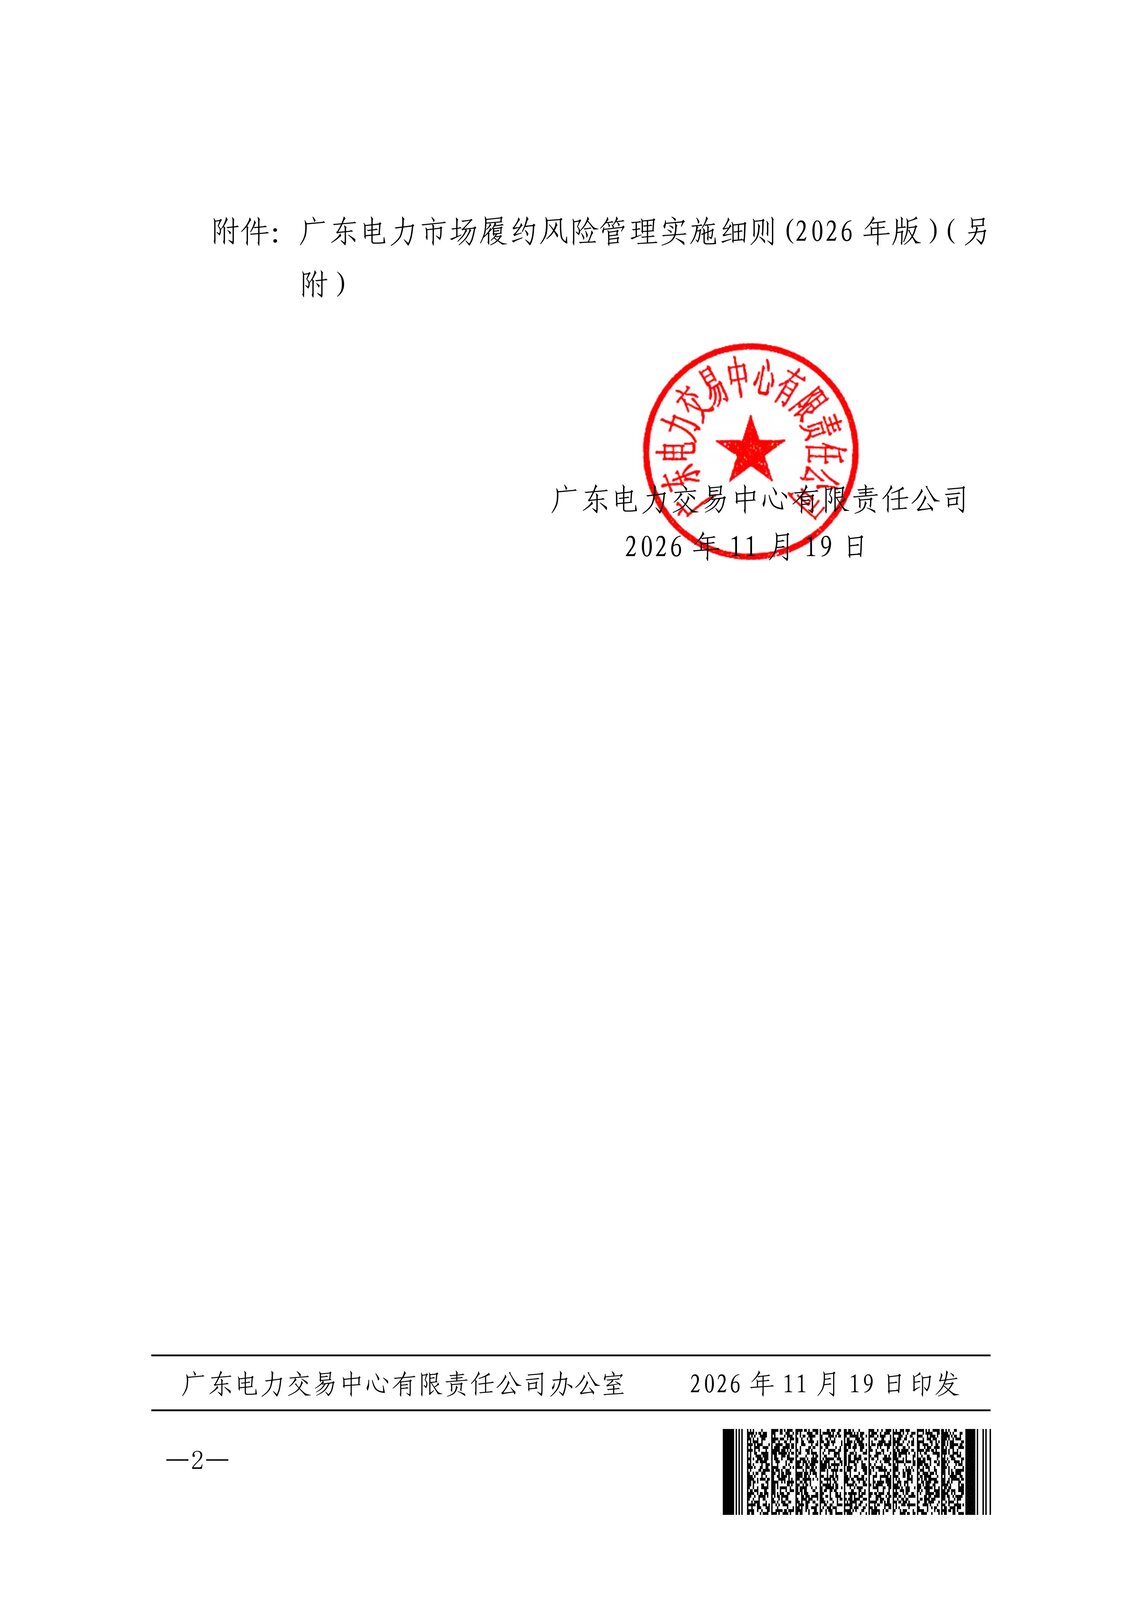 附件：广东电力市场履约风险管理实施细则(2026年版)(另
附)
广东电力交易中心有限责任公司
广东电力交易中心有限责任公司
2026年11月19日
广东电力交易中心有限责任公司办公室 2026年11月19日印发
—2—